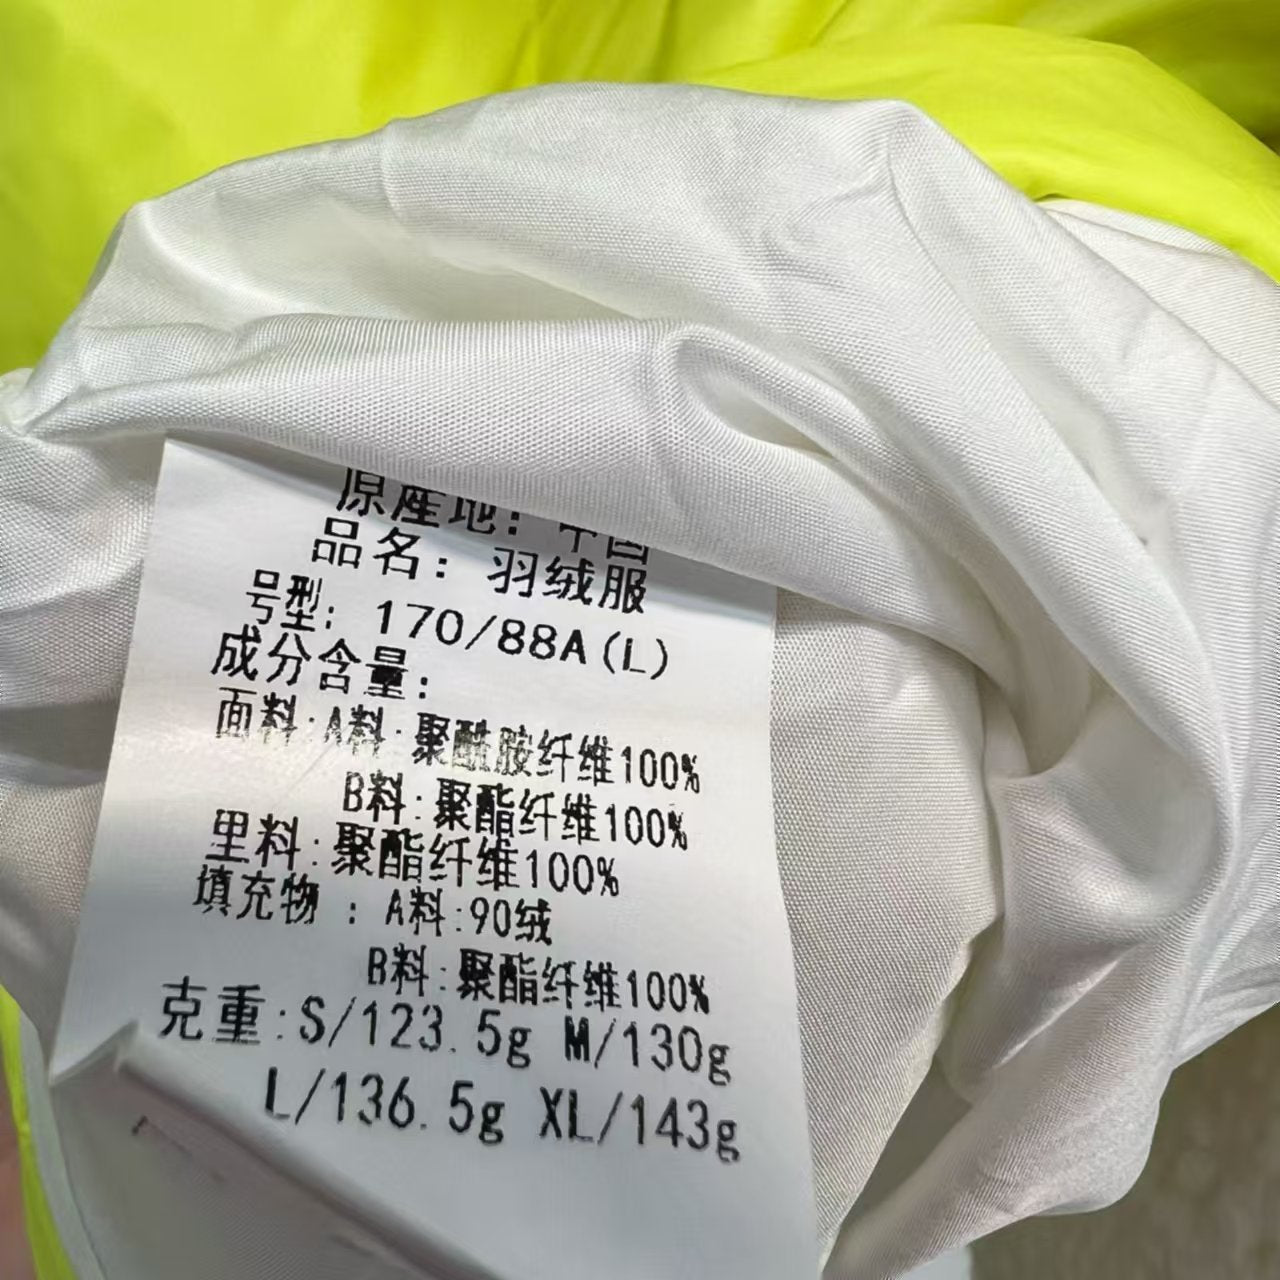 原產地：中国
品名：羽绒服
号型：170/88A(L)
成分含量：
面料:A料:聚酰胺纤维100%
B料:聚酯纤维100%
里料:聚酯纤维100%
填充物：A料:90绒
B料:聚酯纤维100%
克重:S/123.5g M/130g
L/136.5g XL/143g